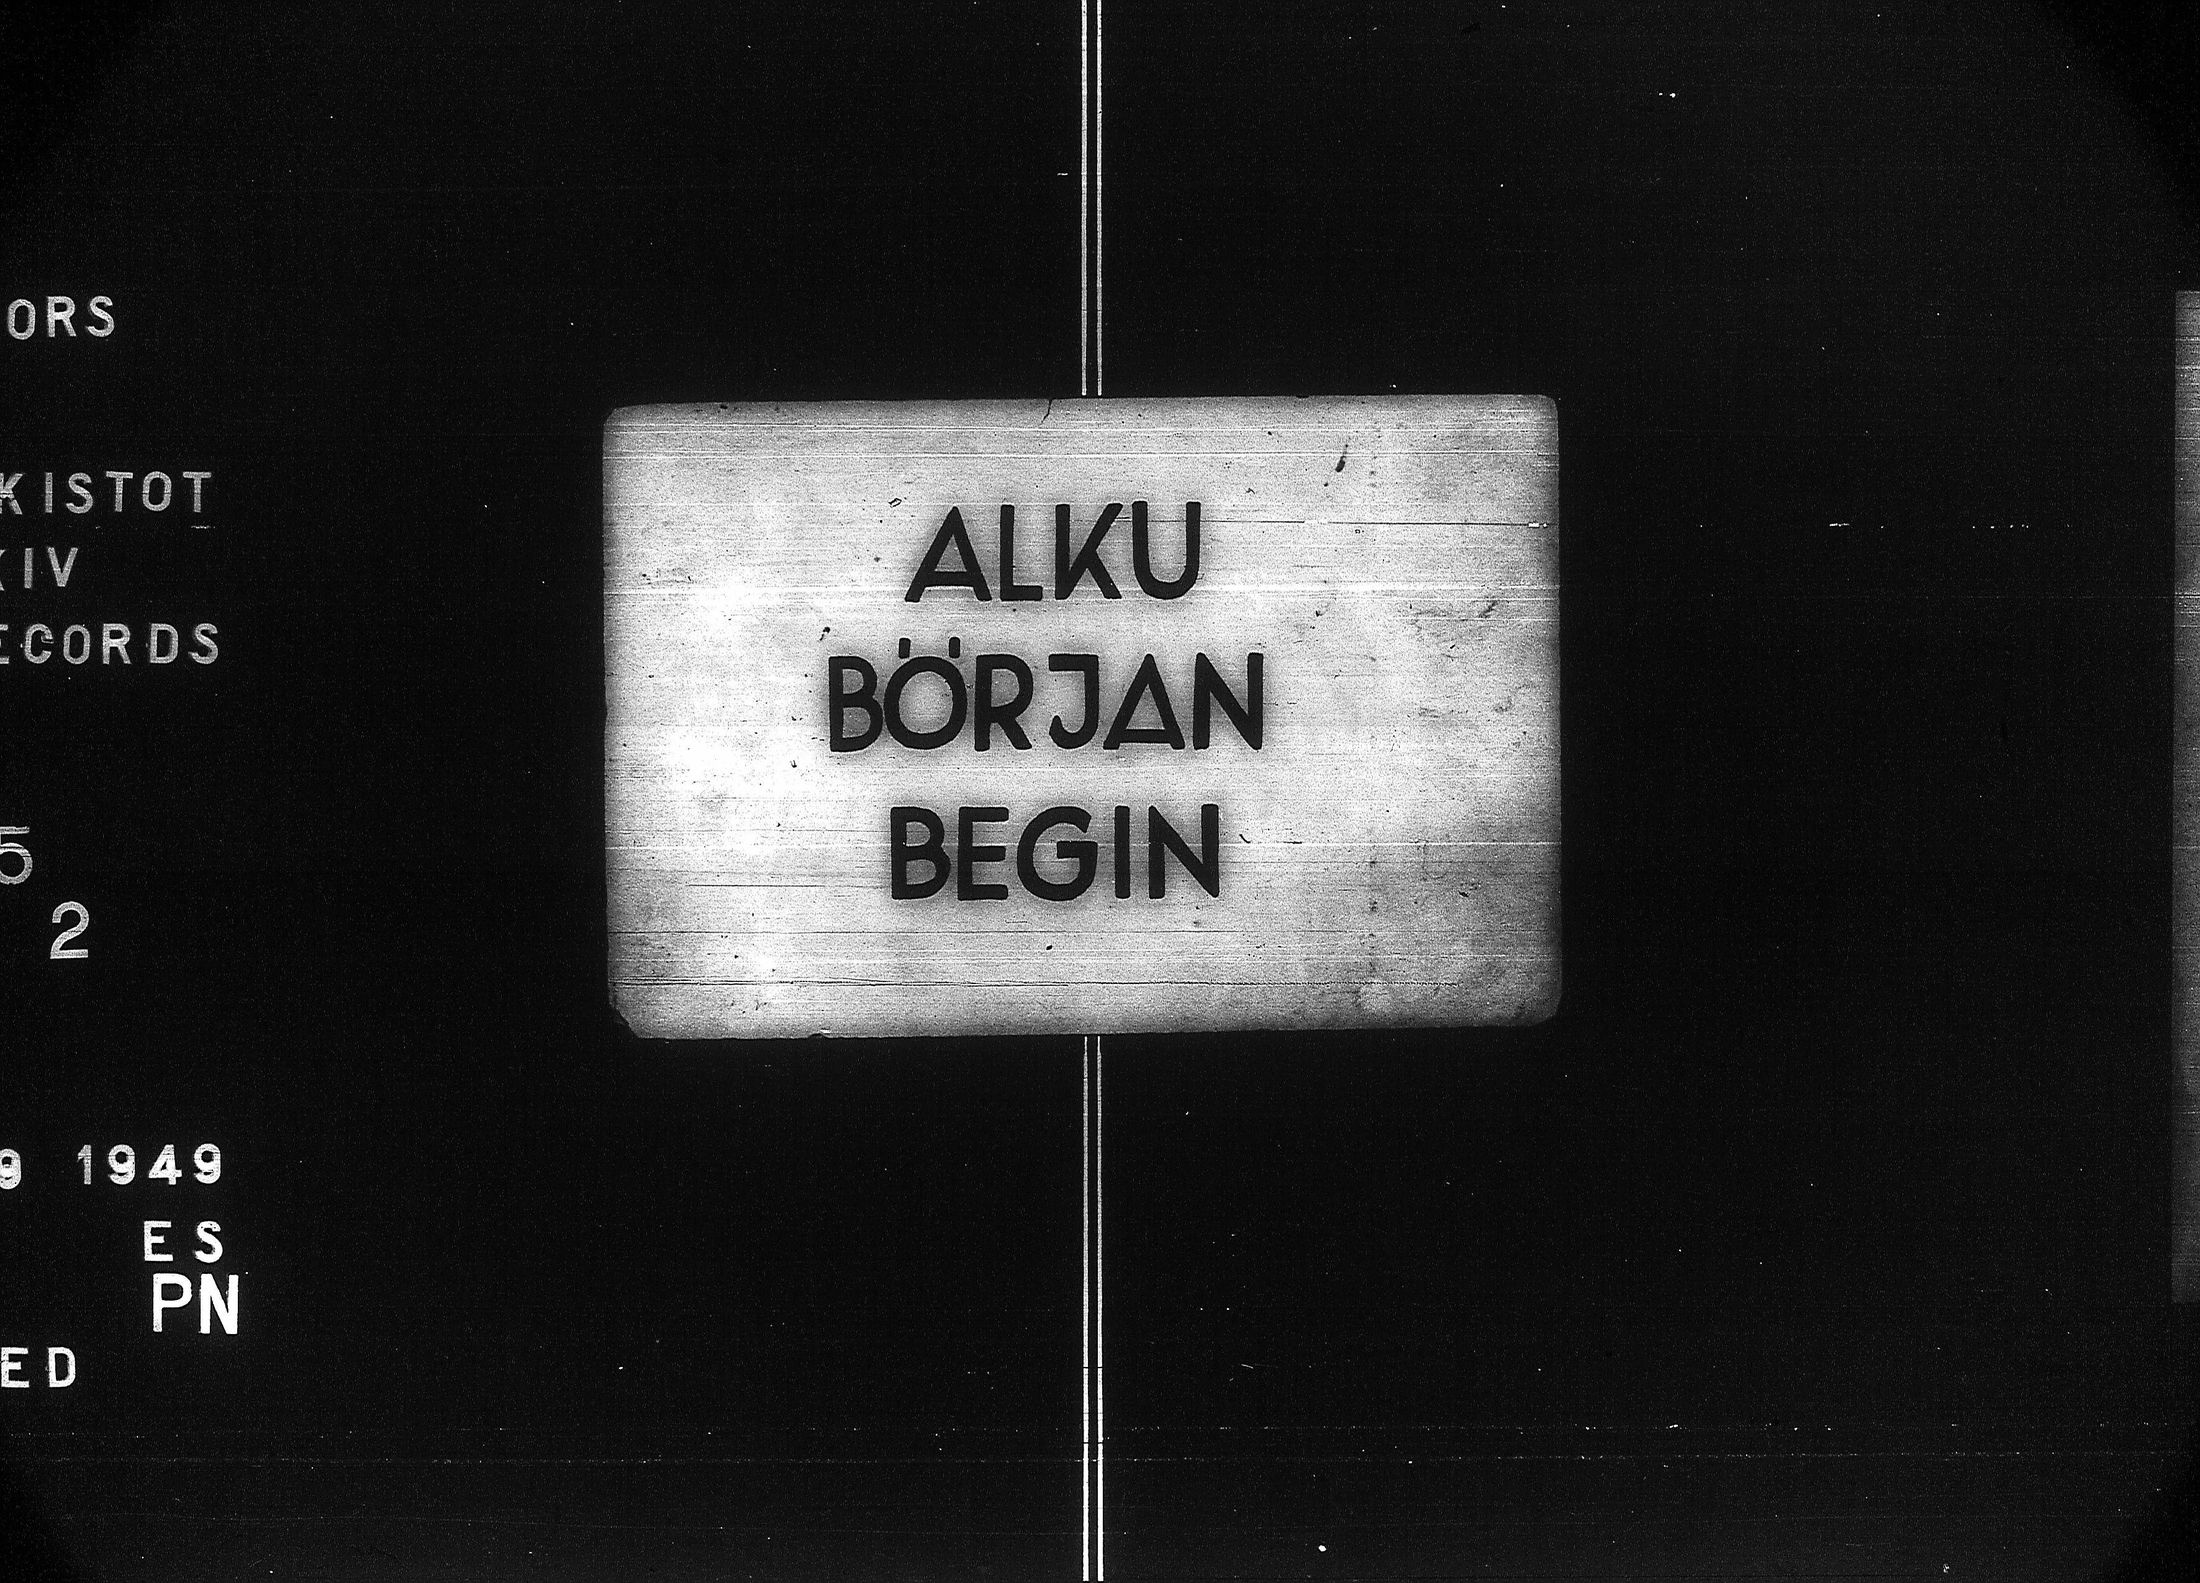 ORS
KISTOT
KIV
ECORDS
5
2
9 1949
ES
PN
ED
ALKU
BÖRJAN
BEGIN